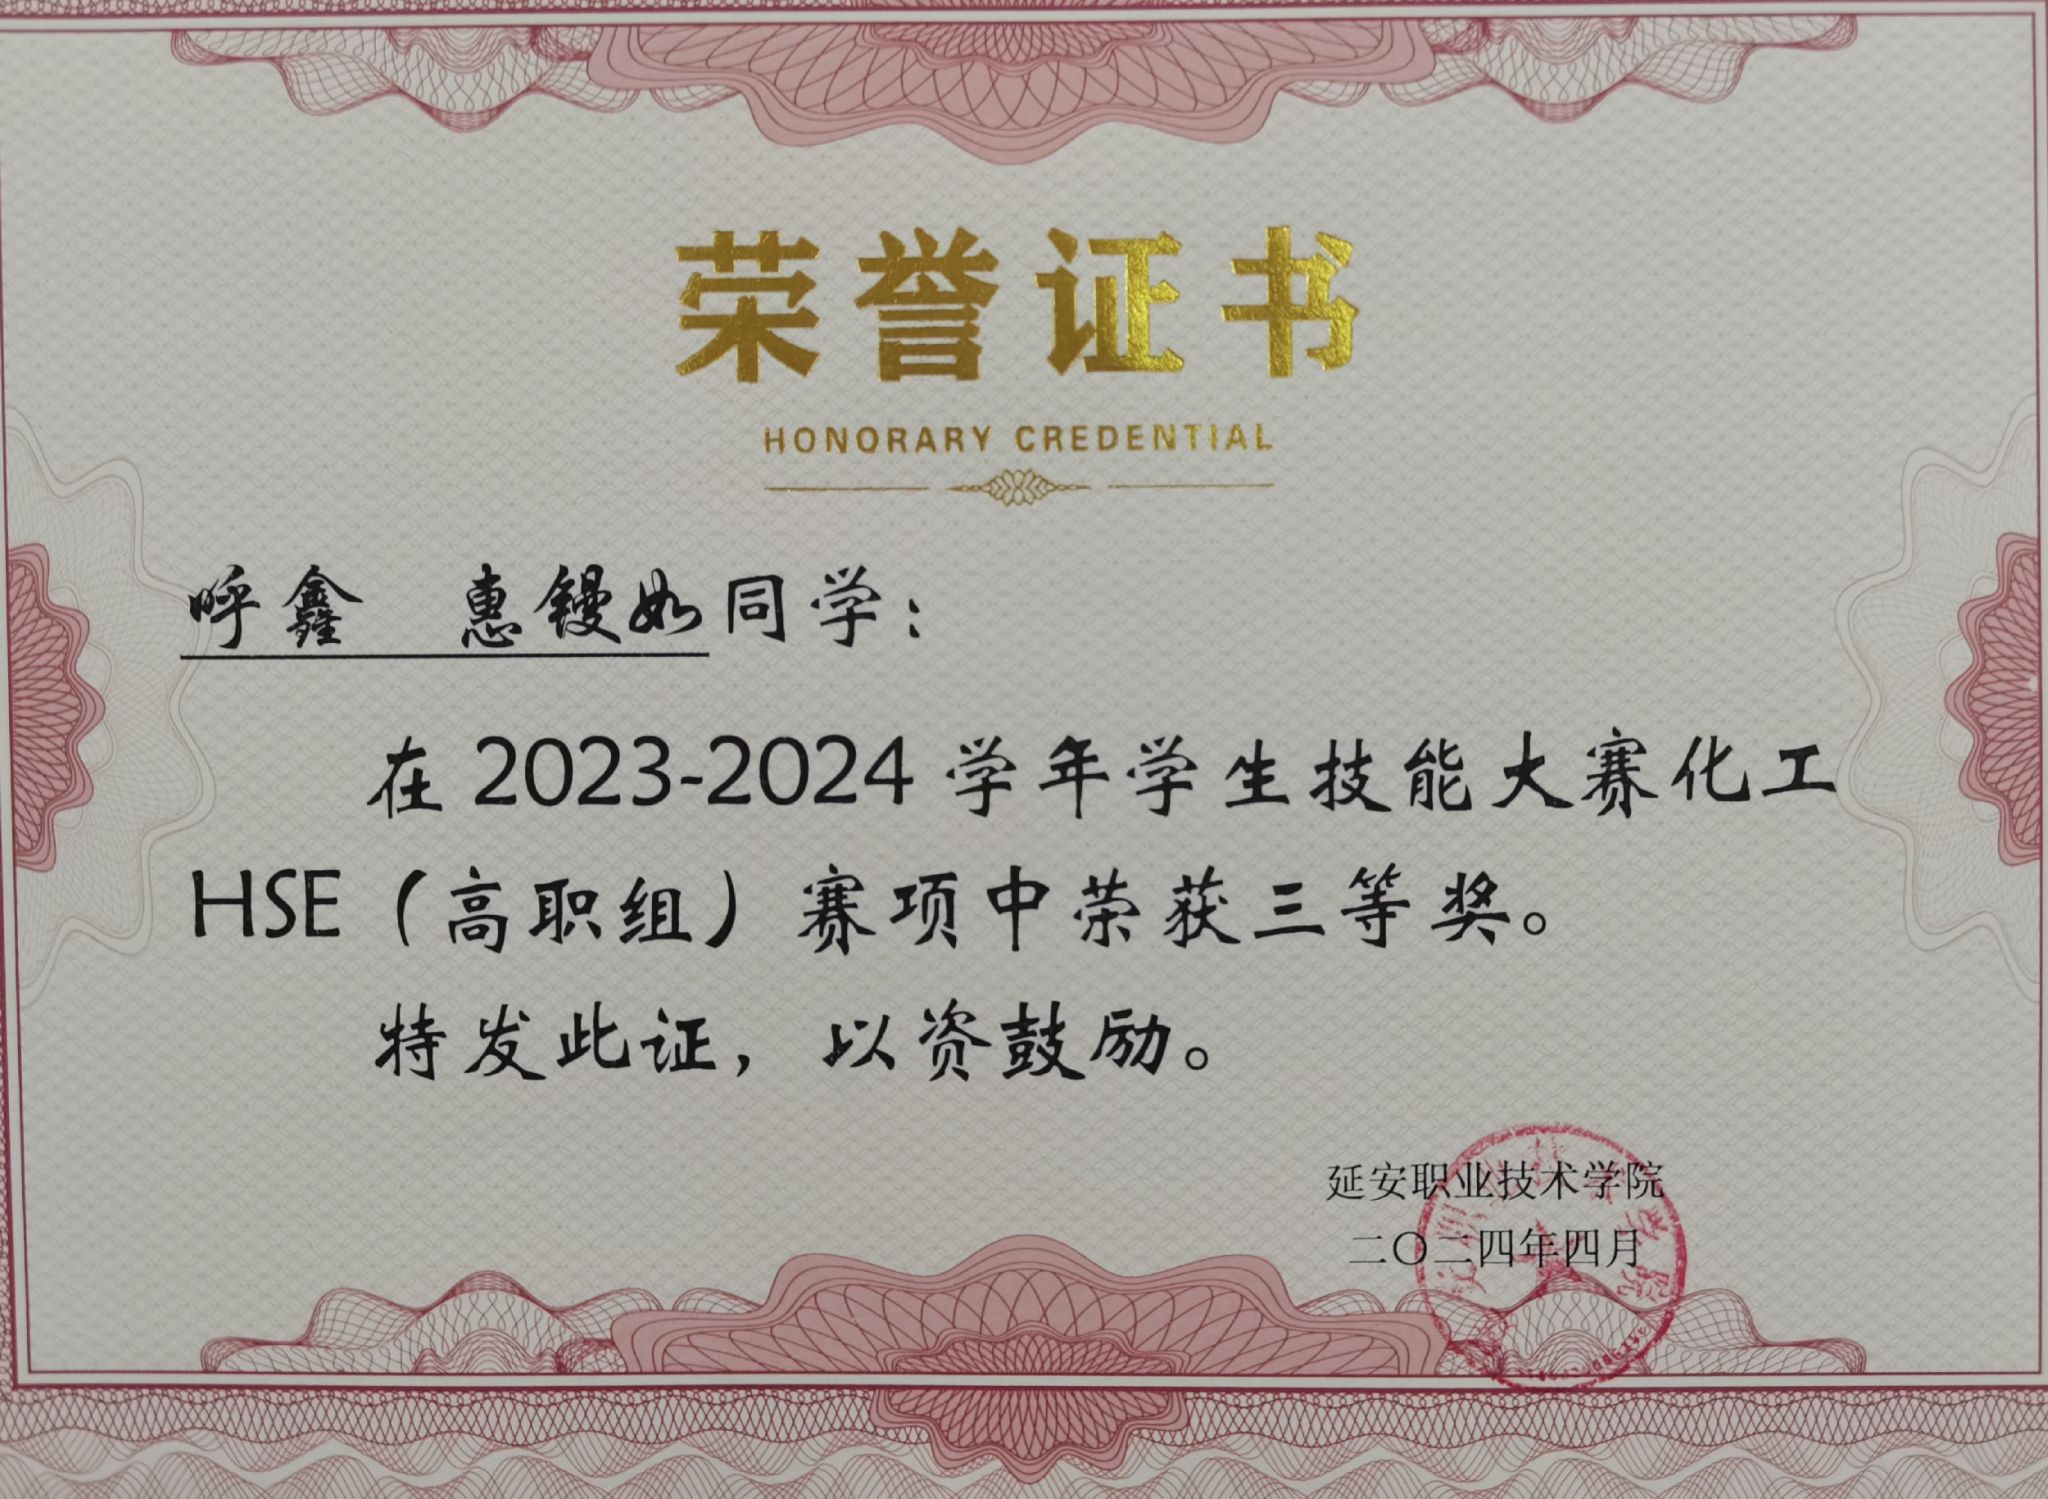 荣誉证书
HONORARY CREDENTIAL
呼鑫 惠镘如同学：
在2023-2024学年学生技能大赛化工
HSE（高职组）赛项中荣获三等奖。
特发此证，以资鼓励。
延安职业技术学院
二〇二四年四月